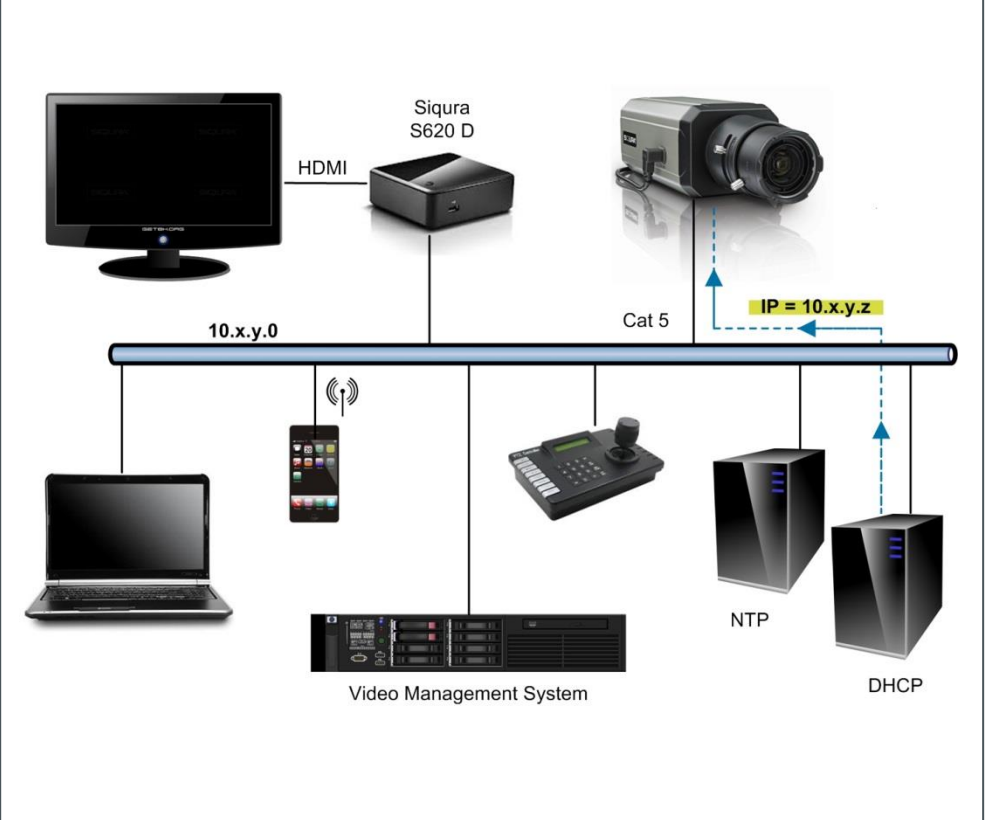 Siqura
S620 D
HDMI
IP = 10.x.y.z
Cat 5
10.x.y.0
NTP
DHCP
Video Management System